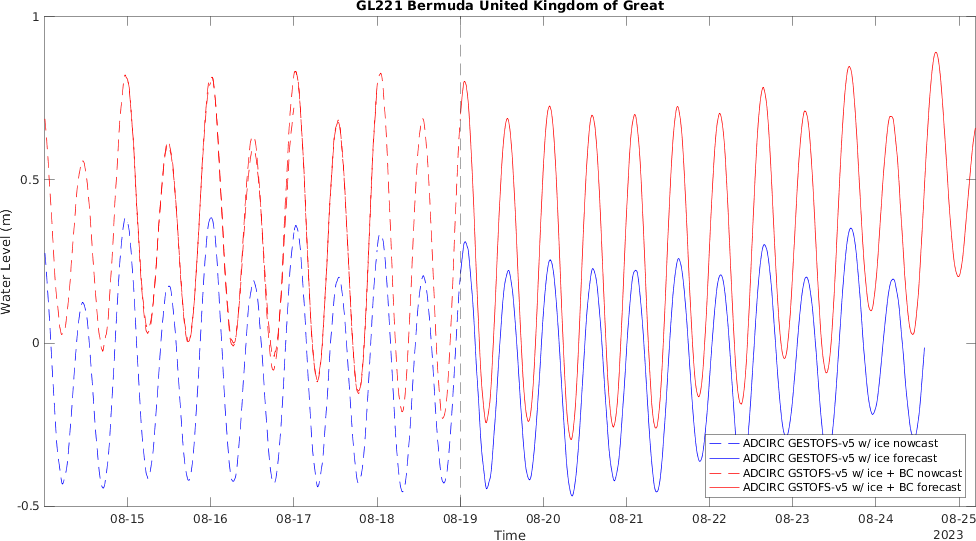 GL221 Bermuda United Kingdom of Great
1
0.5
0
-0.5
Water Level (m)
ADCIRC GESTOFS-v5 w/ ice nowcast
ADCIRC GESTOFS-v5 w/ ice forecast
ADCIRC GSTOFS-v5 w/ ice + BC nowcast
ADCIRC GSTOFS-v5 w/ ice + BC forecast
08-15 08-16 08-17 08-18 08-19 08-20 08-21 08-22 08-23 08-24 08-25
Time
2023